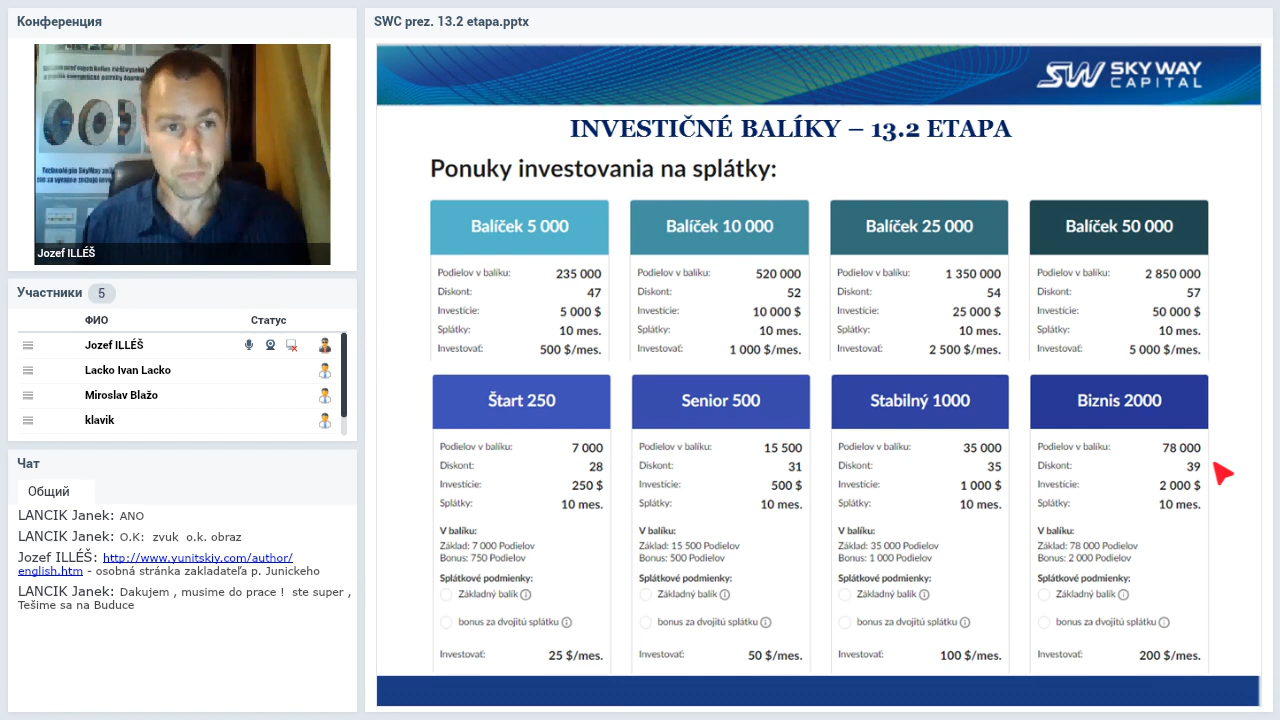 Конференция
Jozef ILLÉŠ
Участники 5
ФИО Статус
Jozef ILLÉŠ
Lacko Ivan Lacko
Miroslav Blažo
klavik
Чат
Общий
LANCIK Janek: ANO
LANCIK Janek: O.K: zvuk o.k. obraz
Jozef ILLÉŠ: http://www.yunitskiy.com/author/
english.htm - osobná stránka zakladateľa p. Junickeho
LANCIK Janek: Dakujem , musime do prace ! ste super ,
Tešime sa na Buduce
SWC prez. 13.2 etapa.pptx
SW SKY WAY
CAPITAL
INVESTIČNÉ BALÍKY – 13.2 ETAPA
Ponuky investovania na splátky:
Balíček 5 000
Podielov v balíku: 235 000
Diskont: 47
Investície: 5 000 $
Splátky: 10 mes.
Investovať: 500 $/mes.
Balíček 10 000
Podielov v balíku: 520 000
Diskont: 52
Investície: 10 000 $
Splátky: 10 mes.
Investovať: 1 000 $/mes.
Balíček 25 000
Podielov v balíku: 1 350 000
Diskont: 54
Investície: 25 000 $
Splátky: 10 mes.
Investovať: 2 500 $/mes.
Balíček 50 000
Podielov v balíku: 2 850 000
Diskont: 57
Investície: 50 000 $
Splátky: 10 mes.
Investovať: 5 000 $/mes.
Štart 250
Podielov v balíku: 7 000
Diskont: 28
Investície: 250 $
Splátky: 10 mes.
V balíku:
Základ: 7 000 Podielov
Bonus: 750 Podielov
Splátkové podmienky:
Základný balík
bonus za dvojitú splátku
Investovať: 25 $/mes.
Senior 500
Podielov v balíku: 15 500
Diskont: 31
Investície: 500 $
Splátky: 10 mes.
V balíku:
Základ: 15 500 Podielov
Bonus: 500 Podielov
Splátkové podmienky:
Základný balík
bonus za dvojitú splátku
Investovať: 50 $/mes.
Stabilný 1000
Podielov v balíku: 35 000
Diskont: 35
Investície: 1 000 $
Splátky: 10 mes.
V balíku:
Základ: 35 000 Podielov
Bonus: 1 000 Podielov
Splátkové podmienky:
Základný balík
bonus za dvojitú splátku
Investovať: 100 $/mes.
Biznis 2000
Podielov v balíku: 78 000
Diskont: 39
Investície: 2 000 $
Splátky: 10 mes.
V balíku:
Základ: 78 000 Podielov
Bonus: 2 000 Podielov
Splátkové podmienky:
Základný balík
bonus za dvojitú splátku
Investovať: 200 $/mes.